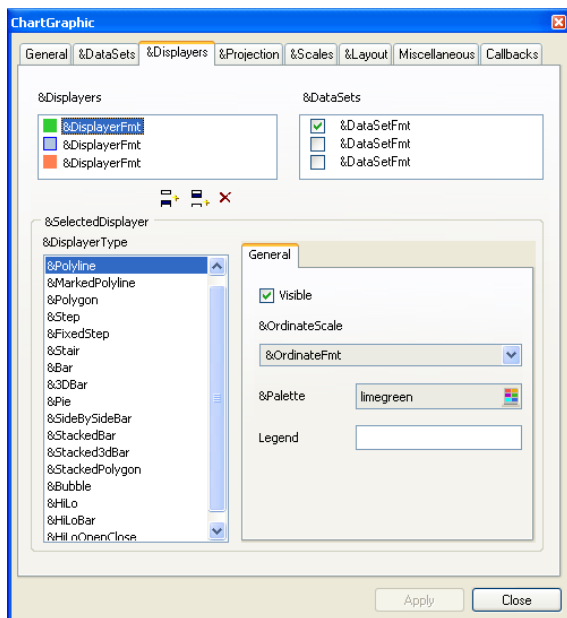 ChartGraphic
General &DataSets &Displayers &Projection &Scales &Layout Miscellaneous Callbacks
&Displayers
&DisplayerFmt
&DisplayerFmt
&DisplayerFmt
&DataSets
&DataSetFmt
&DataSetFmt
&DataSetFmt
&SelectedDisplayer
&DisplayerType
&Polyline
&MarkedPolyline
&Polygon
&Step
&FixedStep
&Stair
&Bar
&3DBar
&Pie
&SideBySideBar
&StackedBar
&Stacked3dBar
&StackedPolygon
&Bubble
&HiLo
&HiLoBar
&HiLoOpenClose
General
Visible
&OrdinateScale
&OrdinateFmt
&Palette limegreen
Legend
Apply Close